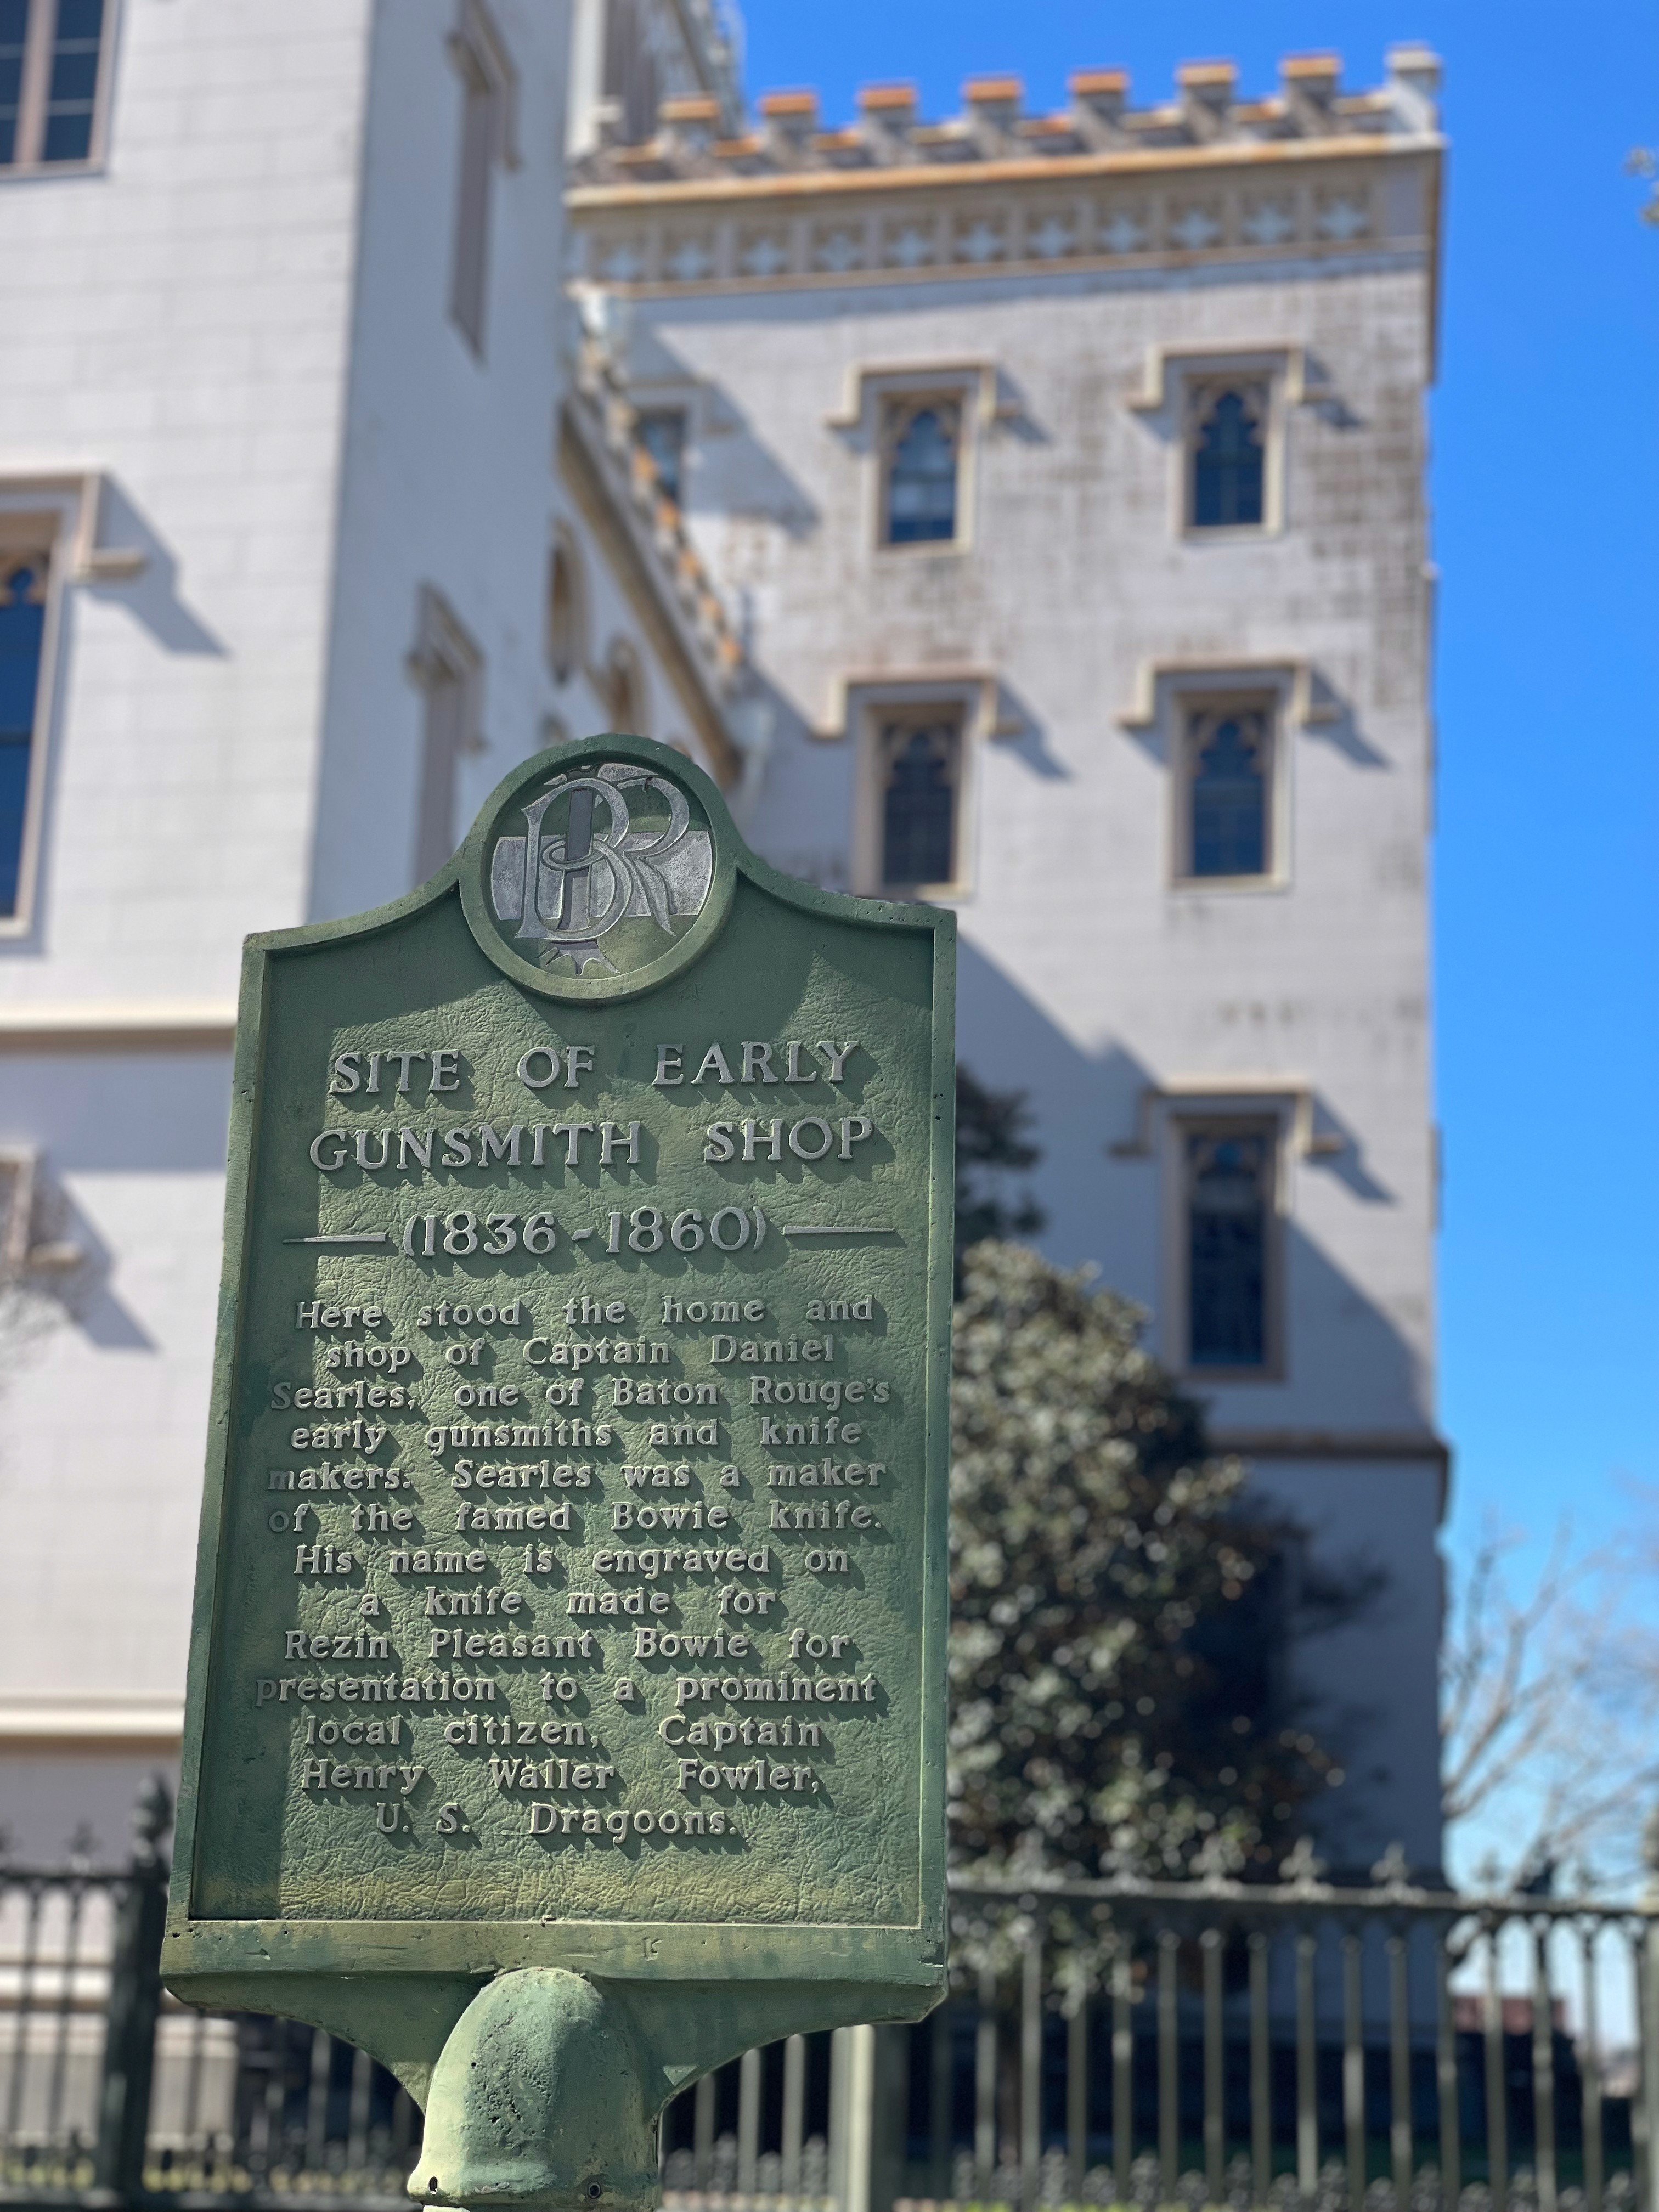 BR
SITE OF EARLY
GUNSMITH SHOP
(1836-1860)
Here stood the home and
shop of Captain Daniel
Searles, one of Baton Rouge's
early gunsmiths and knife
makers. Searles was a maker
of the famed Bowie knife.
His name is engraved on
a knife made for
Rezin Pleasant Bowie for
presentation to a prominent
local citizen, Captain
Henry Waller Fowler,
U. S. Dragoons.